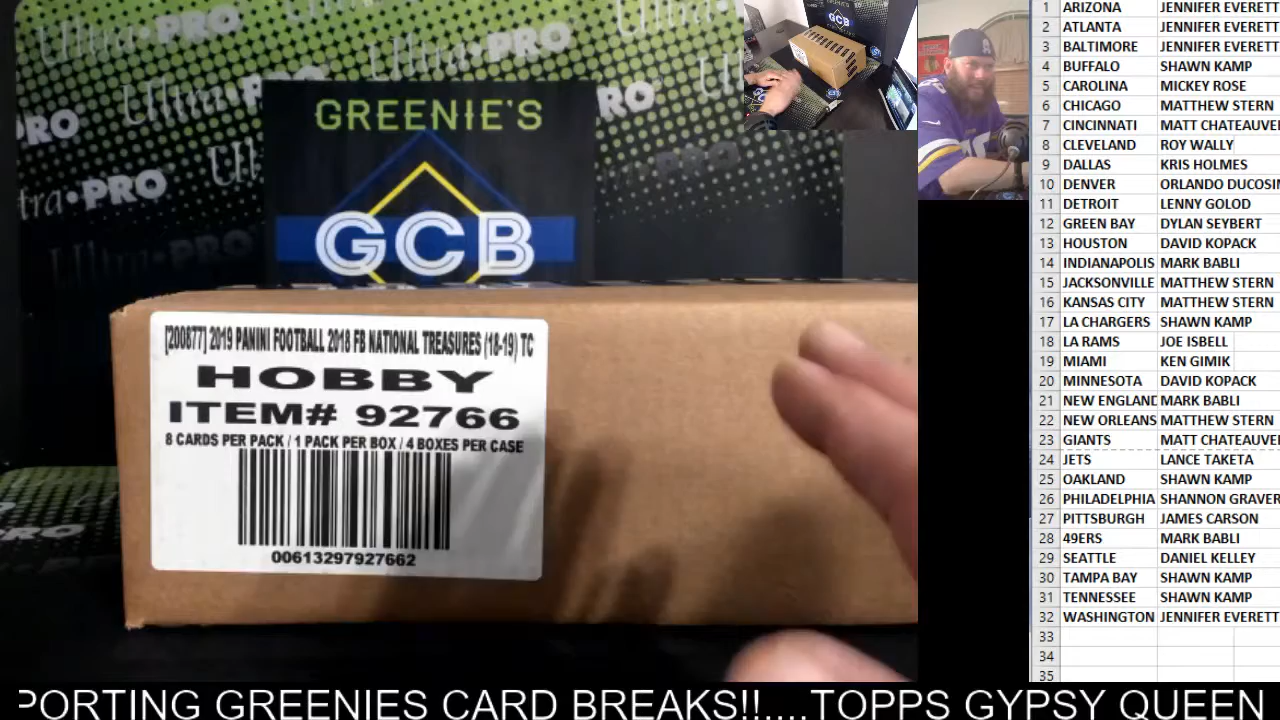 Ultra•PRO
GREENIE'S
GCB
[200877] 2019 PANINI FOOTBALL 2018 FB NATIONAL TREASURES (18-19) TC
HOBBY
ITEM# 92766
8 CARDS PER PACK / 1 PACK PER BOX / 4 BOXES PER CASE
00613297927662
GCB
1 ARIZONA JENNIFER EVERETT
2 ATLANTA JENNIFER EVERETT
3 BALTIMORE JENNIFER EVERETT
4 BUFFALO SHAWN KAMP
5 CAROLINA MICKEY ROSE
6 CHICAGO MATTHEW STERN
7 CINCINNATI MATT CHATEAUVE
8 CLEVELAND ROY WALLY
9 DALLAS KRIS HOLMES
10 DENVER ORLANDO DUCOSIN
11 DETROIT LENNY GOLOD
12 GREEN BAY DYLAN SEYBERT
13 HOUSTON DAVID KOPACK
14 INDIANAPOLIS MARK BABLI
15 JACKSONVILLE MATTHEW STERN
16 KANSAS CITY MATTHEW STERN
17 LA CHARGERS SHAWN KAMP
18 LA RAMS JOE ISBELL
19 MIAMI KEN GIMIK
20 MINNESOTA DAVID KOPACK
21 NEW ENGLAND MARK BABLI
22 NEW ORLEANS MATTHEW STERN
23 GIANTS MATT CHATEAUVE
24 JETS LANCE TAKETA
25 OAKLAND SHAWN KAMP
26 PHILADELPHIA SHANNON GRAVER
27 PITTSBURGH JAMES CARSON
28 49ERS MARK BABLI
29 SEATTLE DANIEL KELLEY
30 TAMPA BAY SHAWN KAMP
31 TENNESSEE SHAWN KAMP
32 WASHINGTON JENNIFER EVERETT
33
34
35
PORTING GREENIES CARD BREAKS!!....TOPPS GYPSY QUEEN